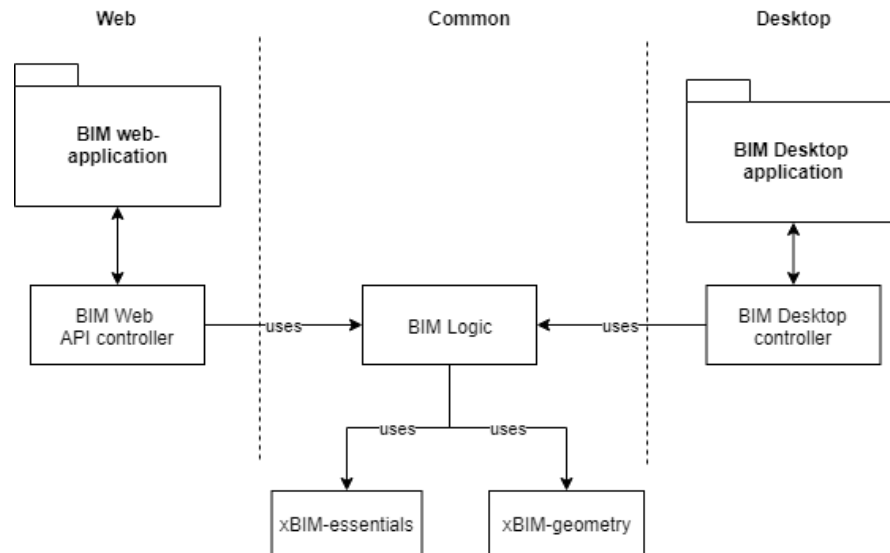 Web
Common
Desktop
BIM web-
application
BIM Desktop
application
BIM Web
API controller
uses
BIM Logic
uses
BIM Desktop
controller
uses
uses
xBIM-essentials
xBIM-geometry